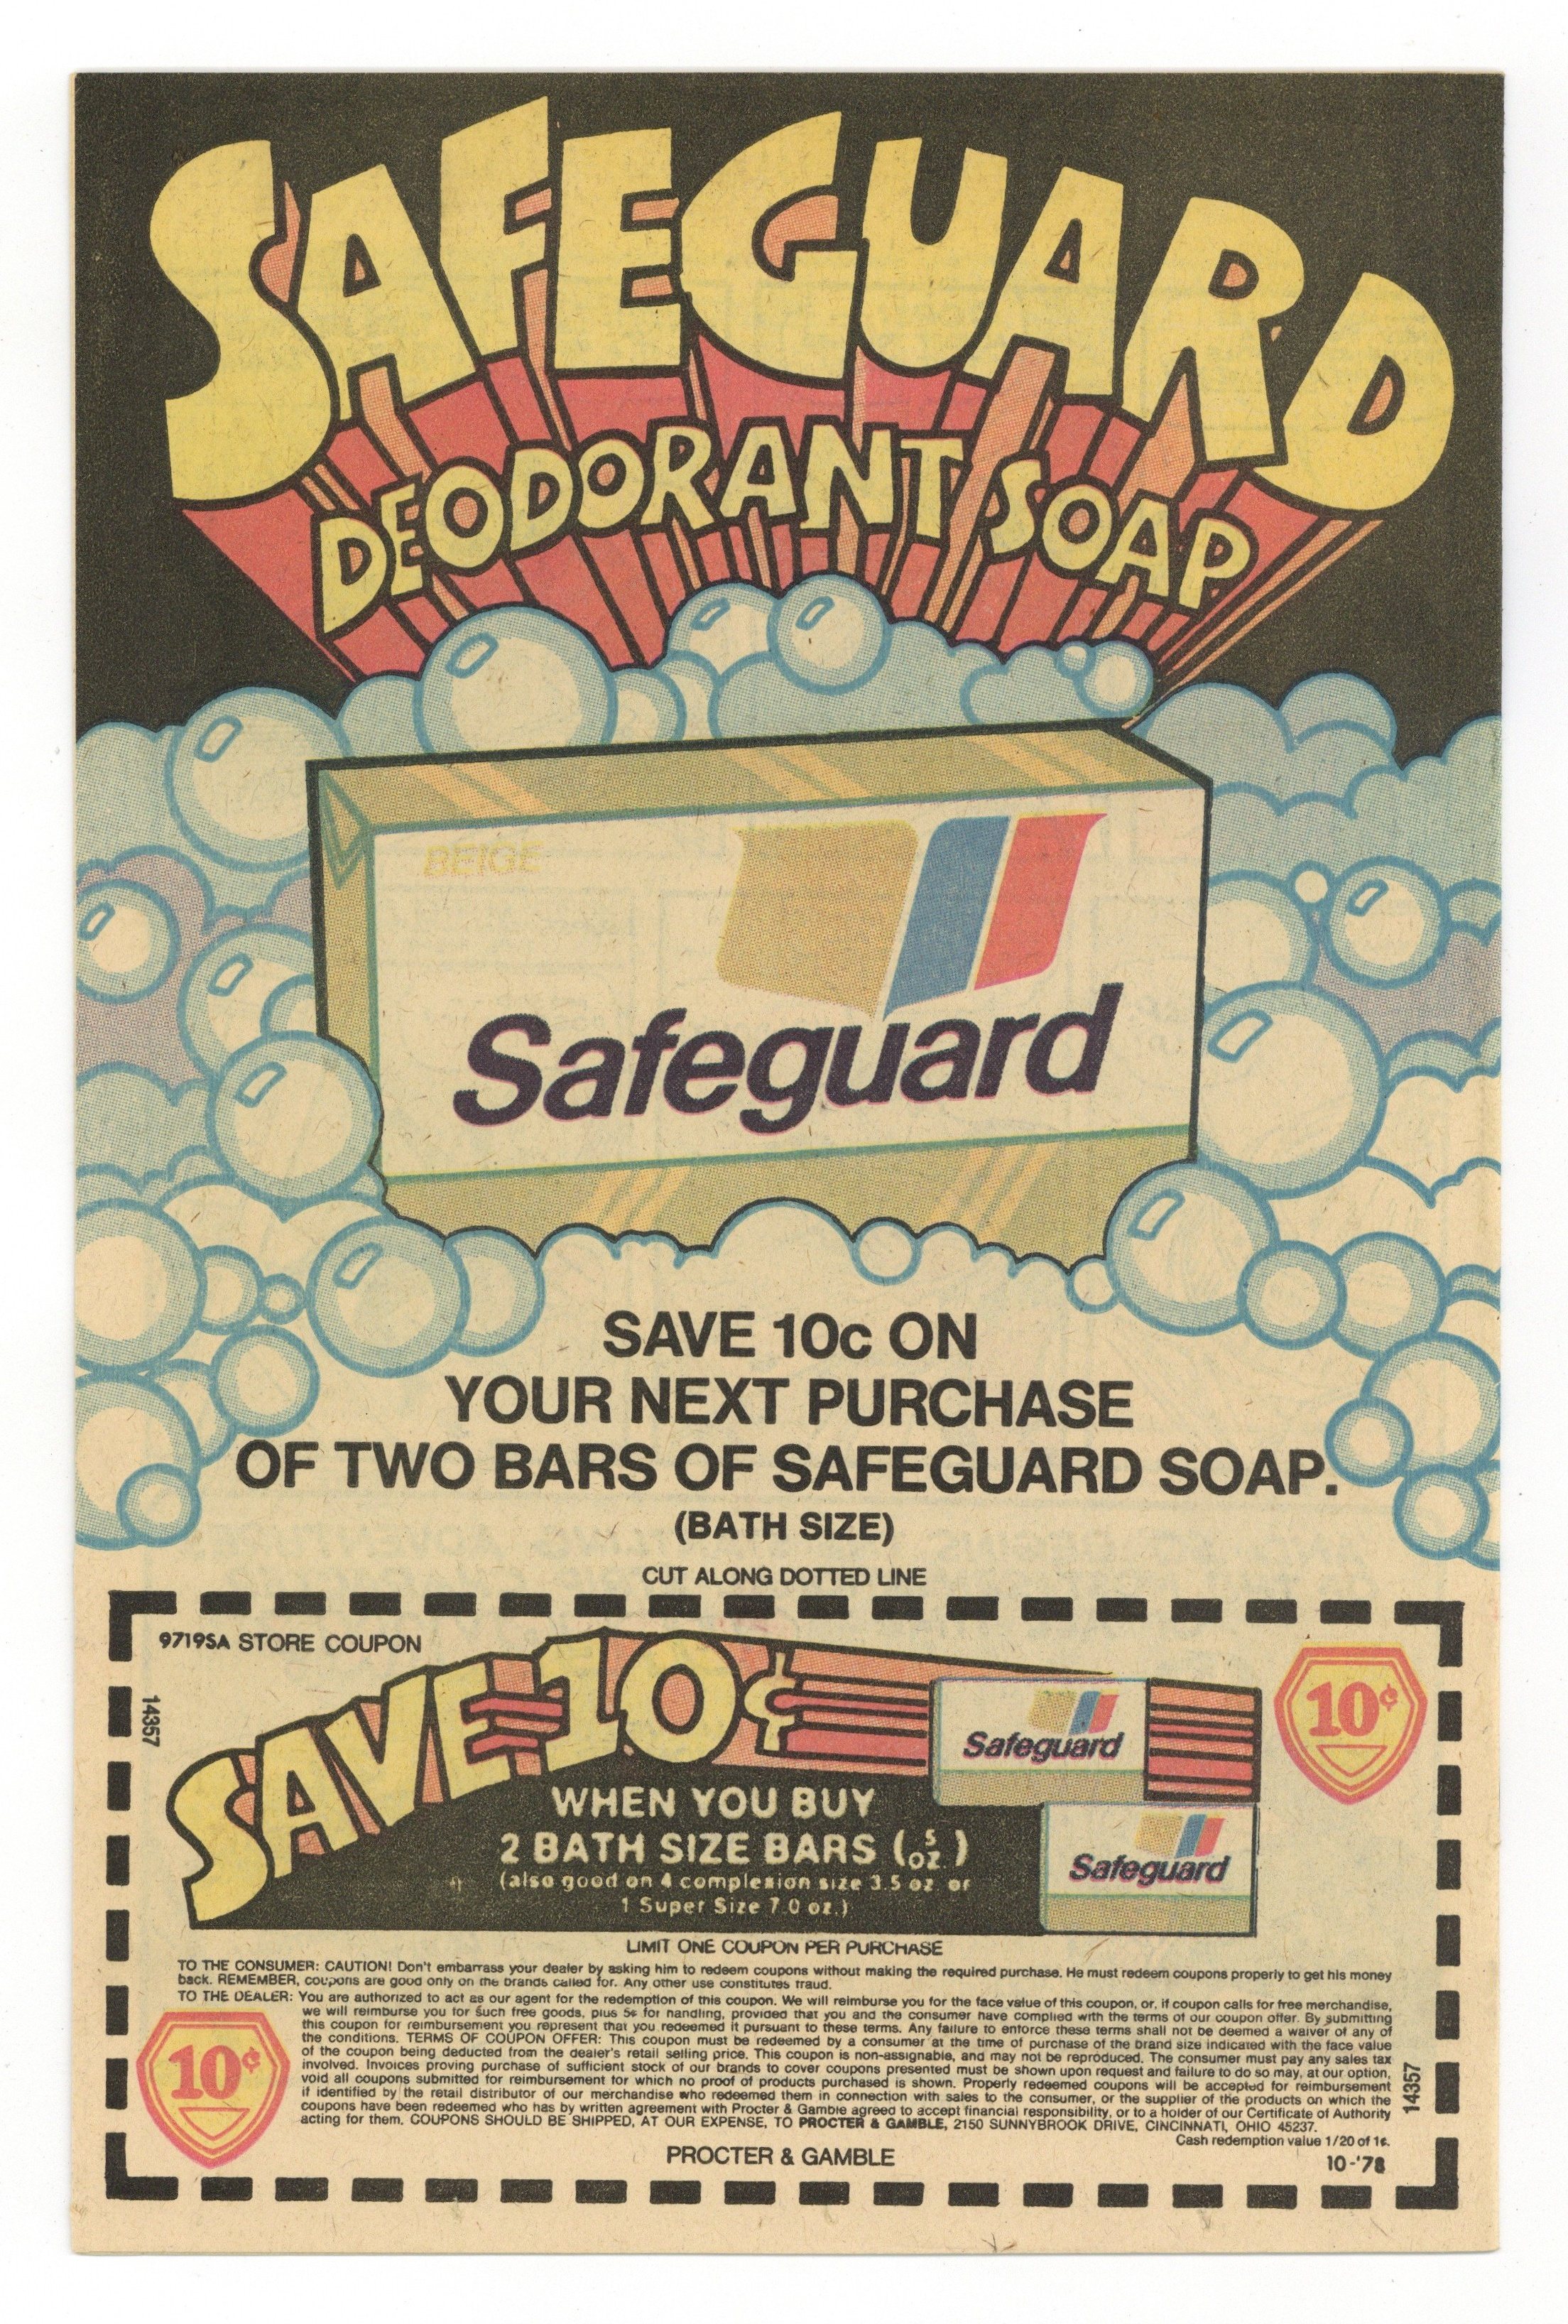 SAFEGUARD
DEODORANT SOAP
BEIGE
Safeguard
SAVE 10c ON
YOUR NEXT PURCHASE
OF TWO BARS OF SAFEGUARD SOAP.
(BATH SIZE)
CUT ALONG DOTTED LINE
9719SA STORE COUPON
14357
SAVE 10¢
10¢
Safeguard
WHEN YOU BUY
2 BATH SIZE BARS (5 oz.)
(also good on 4 complexion size 3.5 oz. or
1 Super Size 7.0 oz.)
Safeguard
LIMIT ONE COUPON PER PURCHASE
TO THE CONSUMER: CAUTION! Don't embarrass your dealer by asking him to redeem coupons without making the required purchase. He must redeem coupons properly to get his money
back. REMEMBER, coupons are good only on the brands called for. Any other use constitutes fraud.
TO THE DEALER: You are authorized to act as our agent for the redemption of this coupon. We will reimburse you for the face value of this coupon, or, if coupon calls for free merchandise,
we will reimburse you for such free goods, plus 5¢ for handling, provided that you and the consumer have complied with the terms of our coupon offer. By submitting
this coupon for reimbursement you represent that you redeemed it pursuant to these terms. Any failure to enforce these terms shall not be deemed a waiver of any of
the conditions. TERMS OF COUPON OFFER: This coupon must be redeemed by a consumer at the time of purchase of the brand size indicated with the face value
of the coupon being deducted from the dealer's retail selling price. This coupon is non-assignable, and may not be reproduced. The consumer must pay any sales tax
involved. Invoices proving purchase of sufficient stock of our brands to cover coupons presented must be shown upon request and failure to do so may, at our option,
void all coupons submitted for reimbursement for which no proof of products purchased is shown. Properly redeemed coupons will be accepted for reimbursement
if identified by the retail distributor of our merchandise who redeemed them in connection with sales to the consumer, or the supplier of the products on which the
coupons have been redeemed who has by written agreement with Procter & Gamble agreed to accept financial responsibility, or to a holder of our Certificate of Authority
acting for them. COUPONS SHOULD BE SHIPPED, AT OUR EXPENSE, TO PROCTER & GAMBLE, 2150 SUNNYBROOK DRIVE, CINCINNATI, OHIO 45237.
Cash redemption value 1/20 of 1¢.
10¢
14357
PROCTER & GAMBLE
10-'78